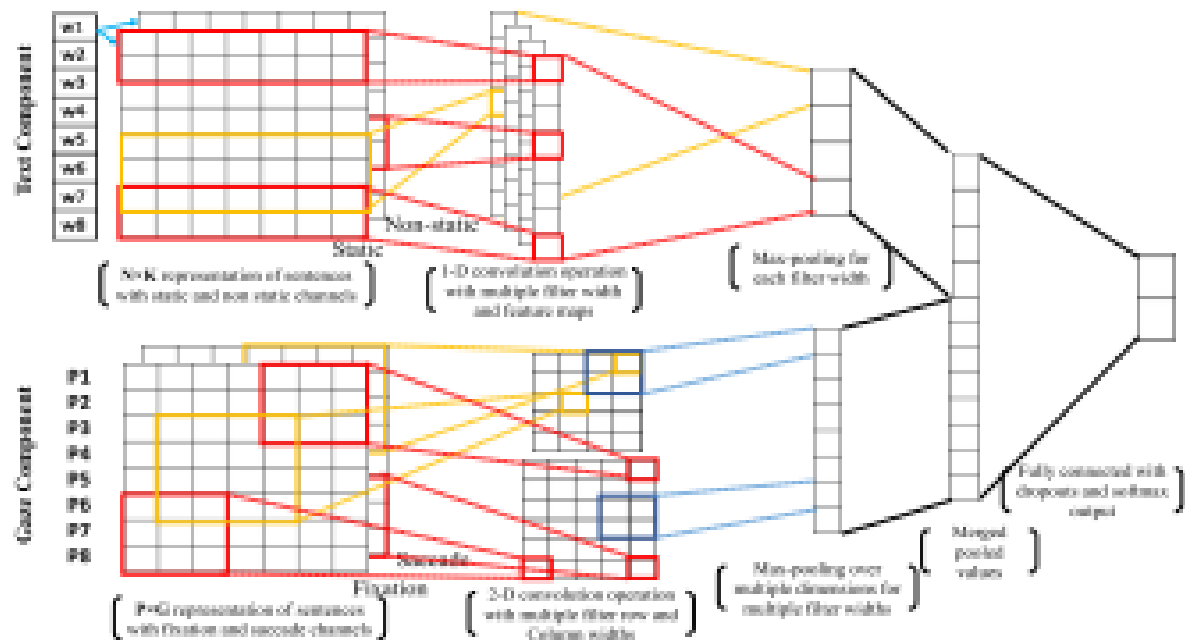 Text Component
w1
w2
w3
w4
w5
w6
w7
w8
Non-static
Static
N×K representation of sentences
with static and non static channels
1-D convolution operation
with multiple filter width
and feature maps
Max-pooling for
each filter width
Gaze Component
P1
P2
P3
P4
P5
P6
P7
P8
Saccade
Fixation
P×G representation of sentences
with fixation and saccade channels
2-D convolution operation
with multiple filter row and
Column widths
Max-pooling over
multiple dimensions for
multiple filter widths
Merged
pooled
values
Fully connected with
dropouts and softmax
output